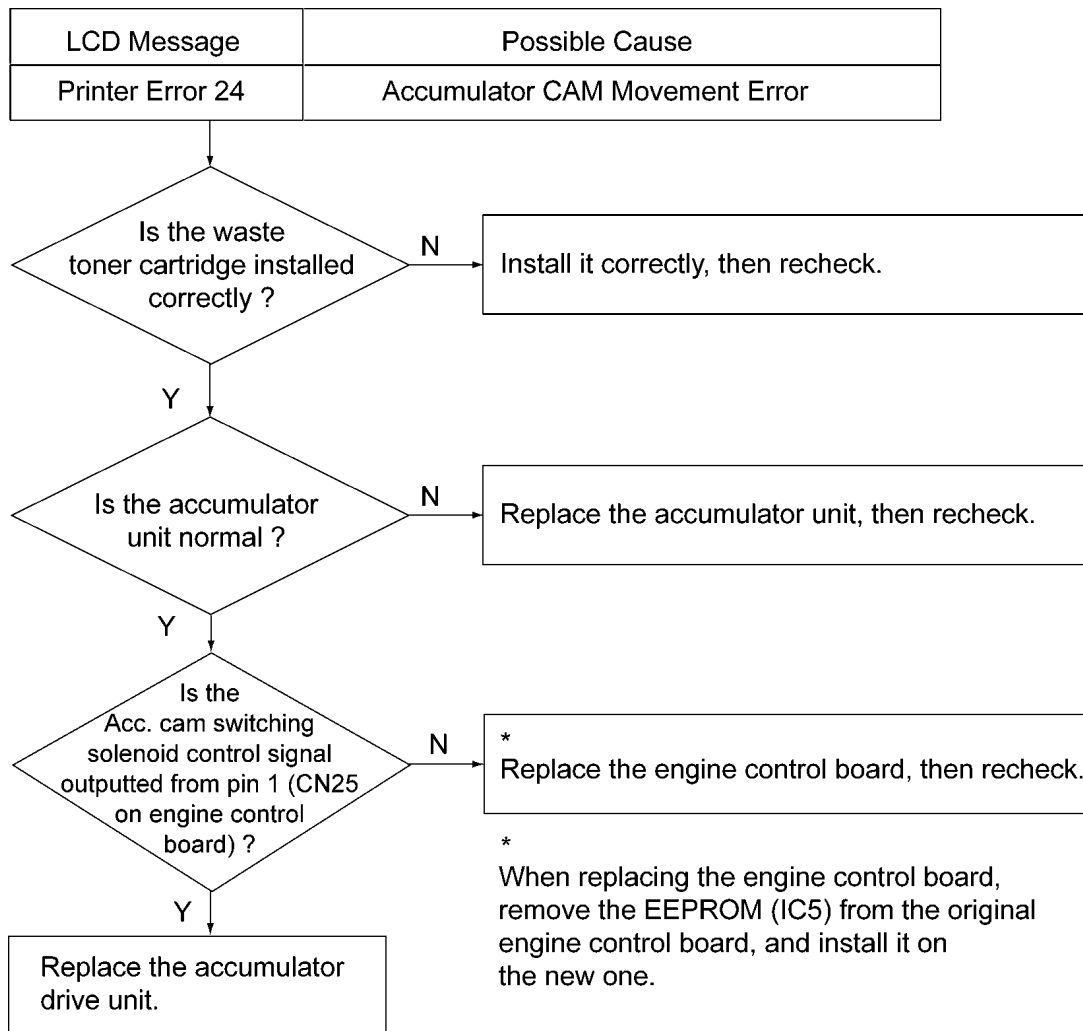 LCD Message
Possible Cause
Printer Error 24
Accumulator CAM Movement Error
Is the waste
toner cartridge installed
correctly ?
N
Install it correctly, then recheck.
Y
Is the accumulator
unit normal ?
N
Replace the accumulator unit, then recheck.
Y
Is the
Acc. cam switching
solenoid control signal
outputted from pin 1 (CN25
on engine control
board) ?
N
*
Replace the engine control board, then recheck.
*
When replacing the engine control board,
remove the EEPROM (IC5) from the original
engine control board, and install it on
the new one.
Y
Replace the accumulator
drive unit.